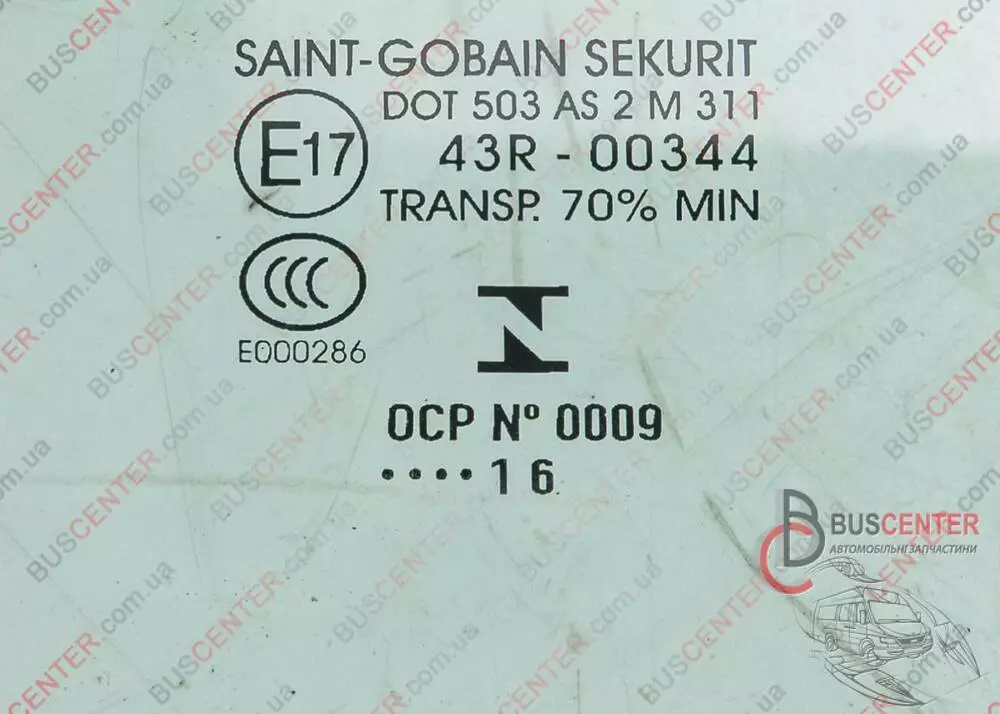 SAINT-GOBAIN SEKURIT
DOT 503 AS 2 M 311
E17
43R - 00344
TRANSP. 70% MIN
CCC
E000286
OCP Nº 0009
····16
BUSCENTER
АВТОМОБІЛЬНІ ЗАПЧАСТИНИ
BUSCENTER.com.ua